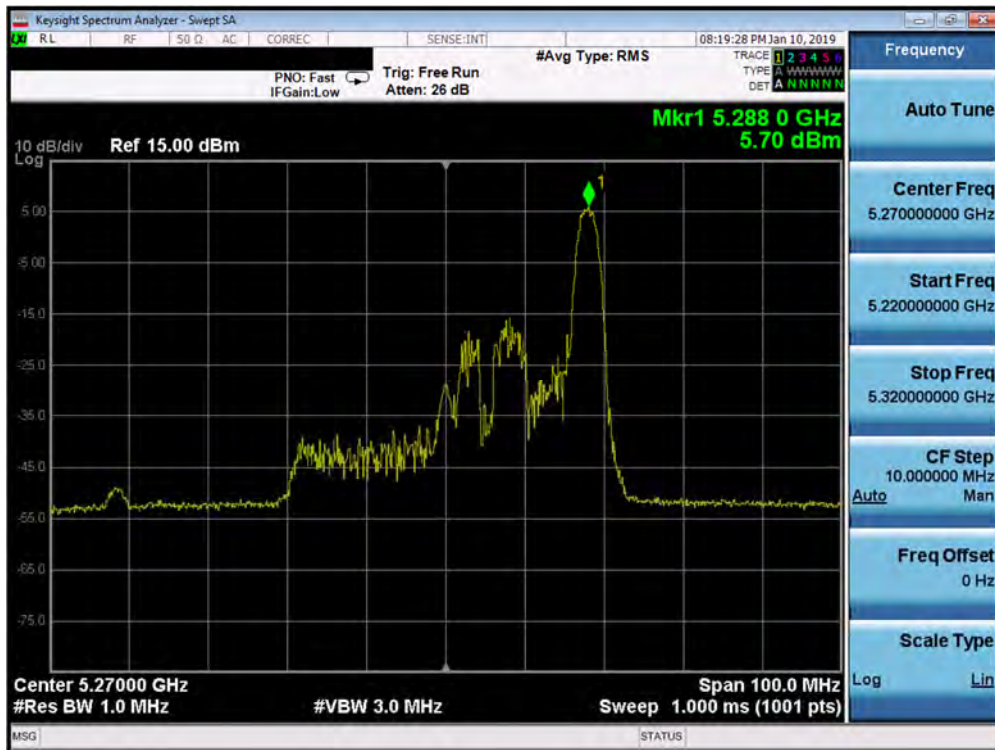 Keysight Spectrum Analyzer - Swept SA
LXI RL RF 50 Ω AC CORREC SENSE:INT 08:19:28 PM Jan 10, 2019
#Avg Type: RMS TRACE 1 2 3 4 5 6
PNO: Fast Trig: Free Run TYPE A WWWWW
IFGain:Low Atten: 26 dB DET A N N N N N
Mkr1 5.288 0 GHz
5.70 dBm
10 dB/div Ref 15.00 dBm
Log
1
5.00
-5.00
-15.0
-25.0
-35.0
-45.0
-55.0
-65.0
-75.0
Center 5.27000 GHz Span 100.0 MHz
#Res BW 1.0 MHz #VBW 3.0 MHz Sweep 1.000 ms (1001 pts)
MSG STATUS
Frequency
Auto Tune
Center Freq
5.270000000 GHz
Start Freq
5.220000000 GHz
Stop Freq
5.320000000 GHz
CF Step
10.000000 MHz
Auto Man
Freq Offset
0 Hz
Scale Type
Log Lin